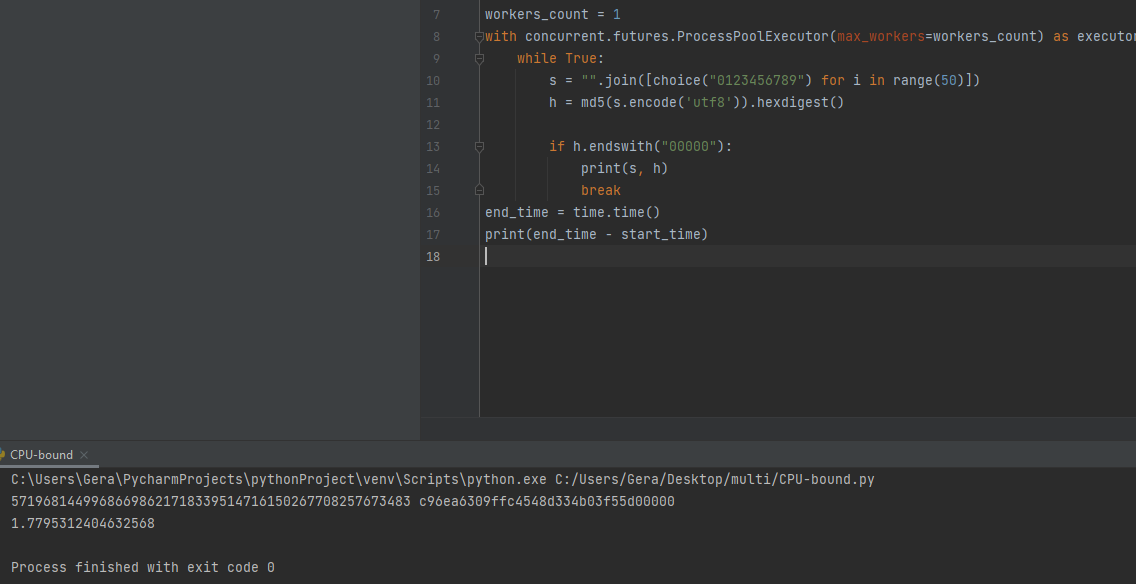 7 workers_count = 1
8 with concurrent.futures.ProcessPoolExecutor(max_workers=workers_count) as executor
9 while True:
10 s = "".join([choice("0123456789") for i in range(50)])
11 h = md5(s.encode('utf8')).hexdigest()
12
13 if h.endswith("00000"):
14 print(s, h)
15 break
16 end_time = time.time()
17 print(end_time - start_time)
18
CPU-bound
C:\Users\Gera\PycharmProjects\pythonProject\venv\Scripts\python.exe C:/Users/Gera/Desktop/multi/CPU-bound.py
57196814499686698621718339514716150267708257673483 c96ea6309ffc4548d334b03f55d00000
1.7795312404632568
Process finished with exit code 0